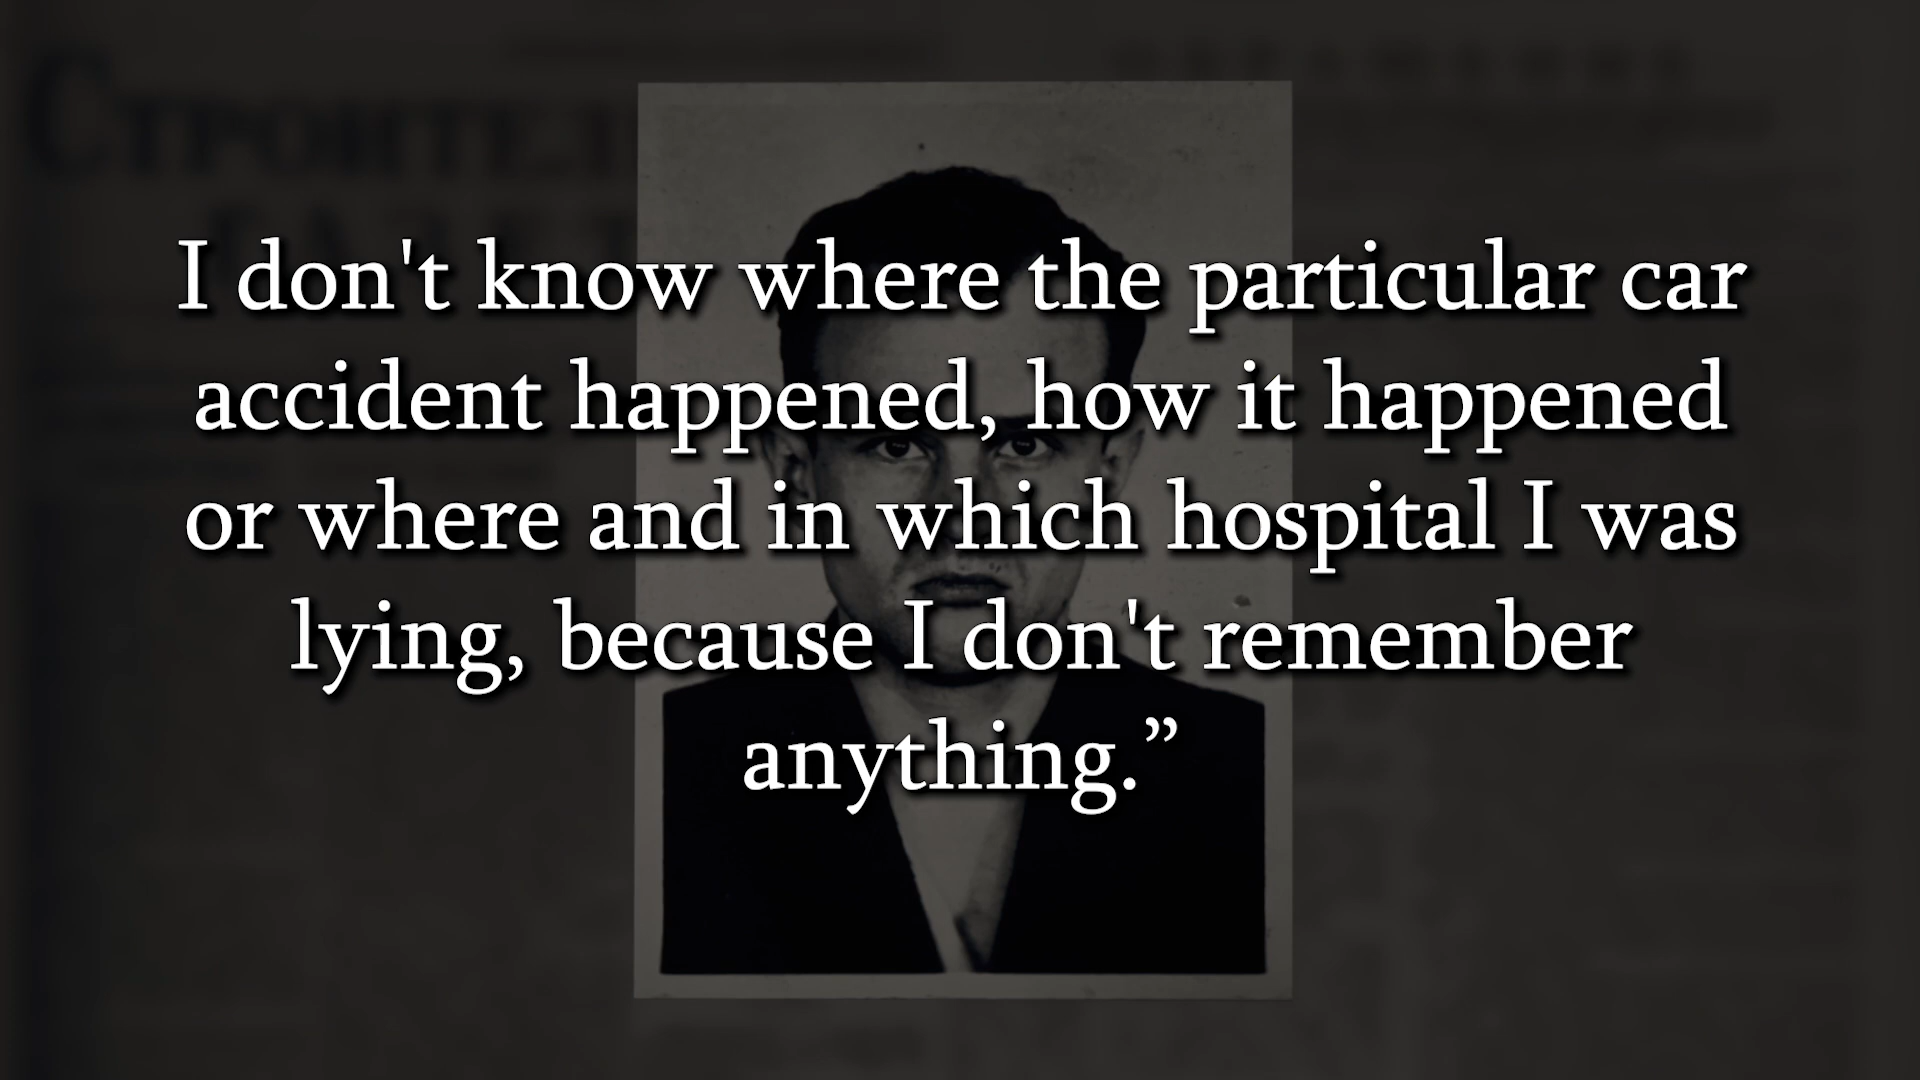 I don't know where the particular car
accident happened, how it happened
or where and in which hospital I was
lying, because I don't remember
anything.”